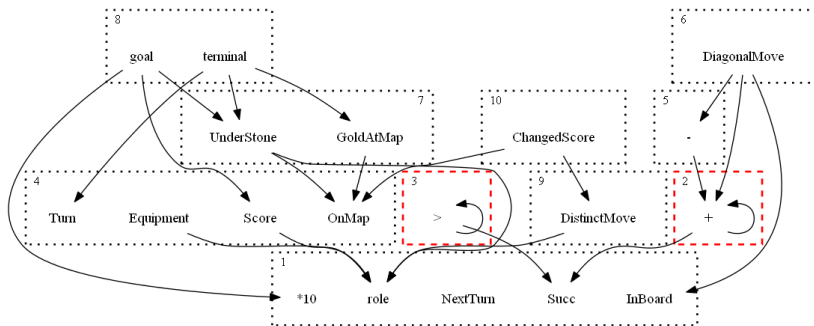 8
6
goal terminal
DiagonalMove
7
10
5
UnderStone GoldAtMap
ChangedScore
-
4
3
9
2
Turn Equipment Score OnMap
>
DistinctMove
+
1
*10 role NextTurn Succ InBoard